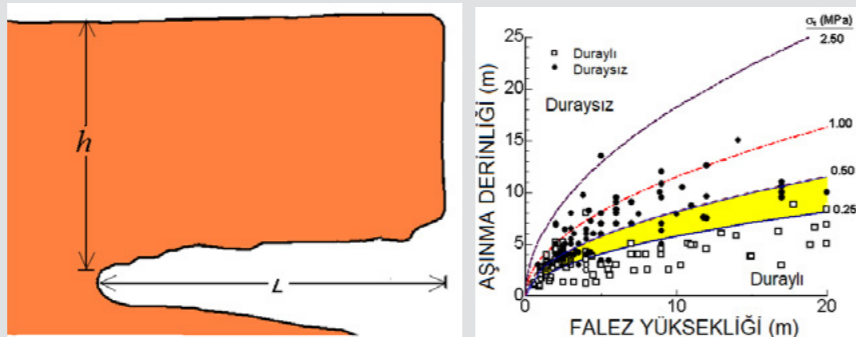 h
L
σt (MPa)
2.50
25
20
15
10
5
0
Duraylı
Duraysız
Duraysız
1.00
0.50
0.25
Duraylı
0
10
20
AŞINMA DERİNLİĞİ (m)
FALEZ YÜKSEKLİĞİ (m)